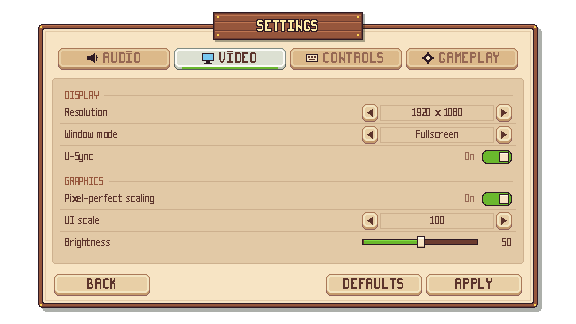 SETTINGS
AUDIO VIDEO CONTROLS GAMEPLAY
DISPLAY
Resolution 1920 x 1080
Window mode Fullscreen
V-Sync On
GRAPHICS
Pixel-perfect scaling On
UI scale 100
Brightness 50
BACK DEFAULTS APPLY